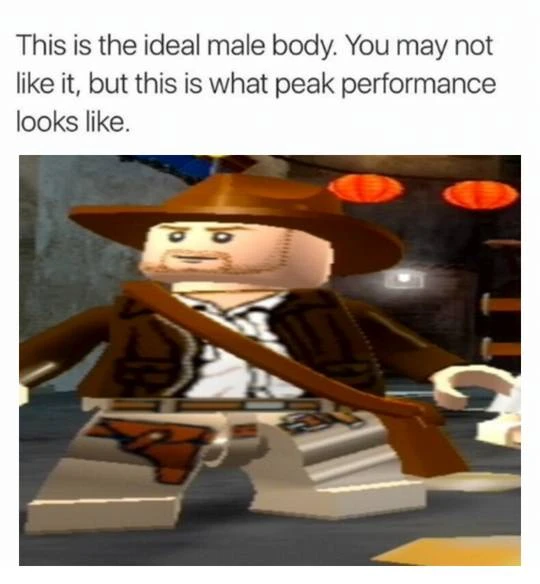 This is the ideal male body. You may not
like it, but this is what peak performance
looks like.